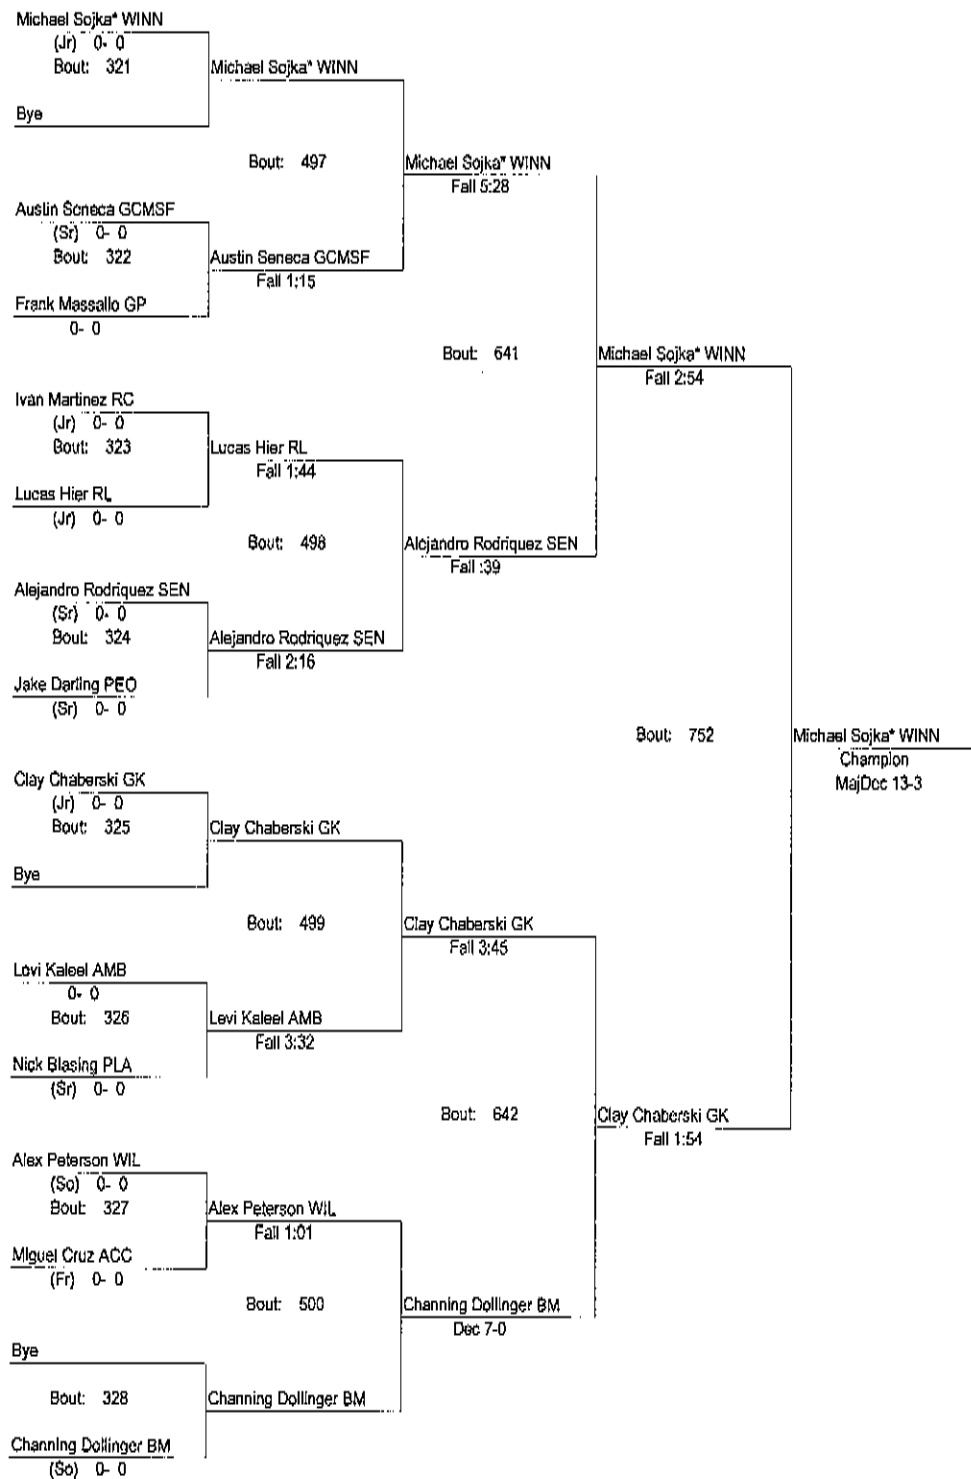 Michael Sojka* WINN
(Jr) 0- 0
Bout: 321
Michael Sojka* WINN
Bye
Bout: 497
Michael Sojka* WINN
Fall 5:28
Austin Seneca GCMSF
(Sr) 0- 0
Bout: 322
Austin Seneca GCMSF
Fall 1:15
Frank Massallo GP
0- 0
Bout: 641
Michael Sojka* WINN
Fall 2:54
Ivan Martinez RC
(Jr) 0- 0
Bout: 323
Lucas Hier RL
Fall 1:44
Lucas Hier RL
(Jr) 0- 0
Bout: 498
Alejandro Rodriquez SEN
Fall :39
Alejandro Rodriquez SEN
(Sr) 0- 0
Bout: 324
Alejandro Rodriquez SEN
Fall 2:16
Jake Darling PEO
(Sr) 0- 0
Bout: 752
Michael Sojka* WINN
Champion
MajDec 13-3
Clay Chaberski GK
(Jr) 0- 0
Bout: 325
Clay Chaberski GK
Bye
Bout: 499
Clay Chaberski GK
Fall 3:45
Levi Kaleel AMB
0- 0
Bout: 326
Levi Kaleel AMB
Fall 3:32
Nick Blasing PLA
(Sr) 0- 0
Bout: 642
Clay Chaberski GK
Fall 1:54
Alex Peterson WIL
(So) 0- 0
Bout: 327
Alex Peterson WIL
Fall 1:01
Miguel Cruz ACC
(Fr) 0- 0
Bout: 500
Channing Dollinger BM
Dec 7-0
Bye
Bout: 328
Channing Dollinger BM
Channing Dollinger BM
(So) 0- 0